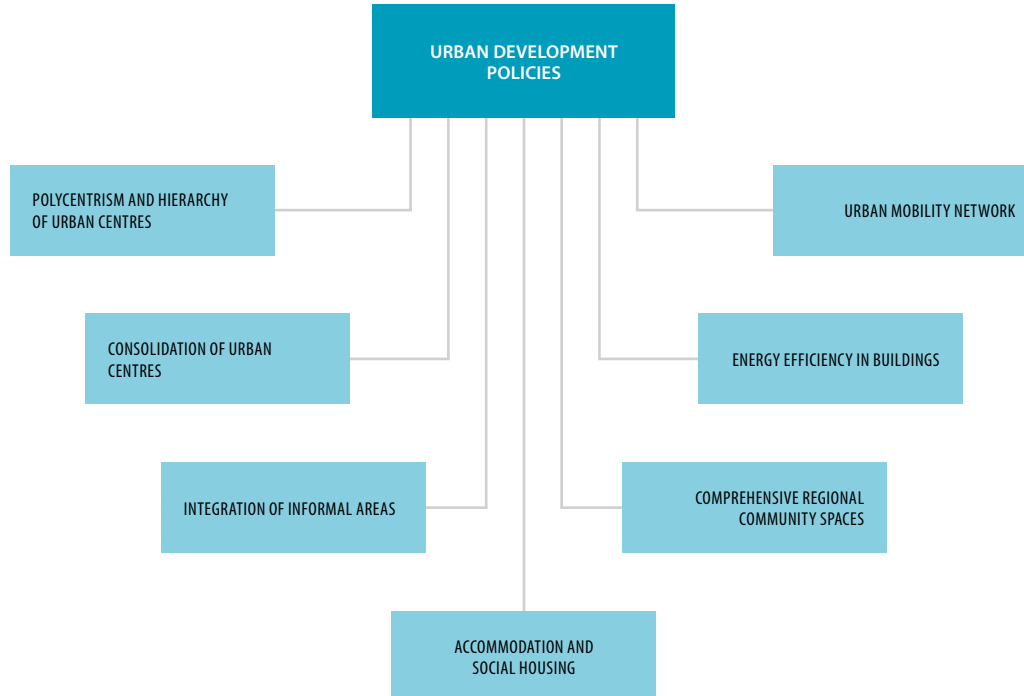 URBAN DEVELOPMENT
POLICIES
POLYCENTRISM AND HIERARCHY
OF URBAN CENTRES
URBAN MOBILITY NETWORK
CONSOLIDATION OF URBAN
CENTRES
ENERGY EFFICIENCY IN BUILDINGS
INTEGRATION OF INFORMAL AREAS
COMPREHENSIVE REGIONAL
COMMUNITY SPACES
ACCOMMODATION AND
SOCIAL HOUSING